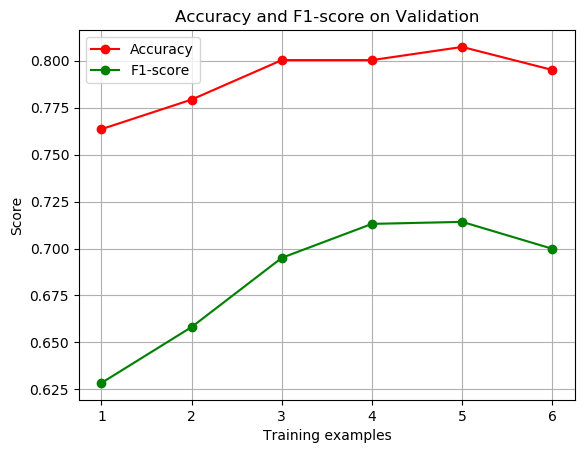 Accuracy and F1-score on Validation
Accuracy
F1-score
0.800
0.775
0.750
0.725
0.700
0.675
0.650
0.625
Score
1 2 3 4 5 6
Training examples